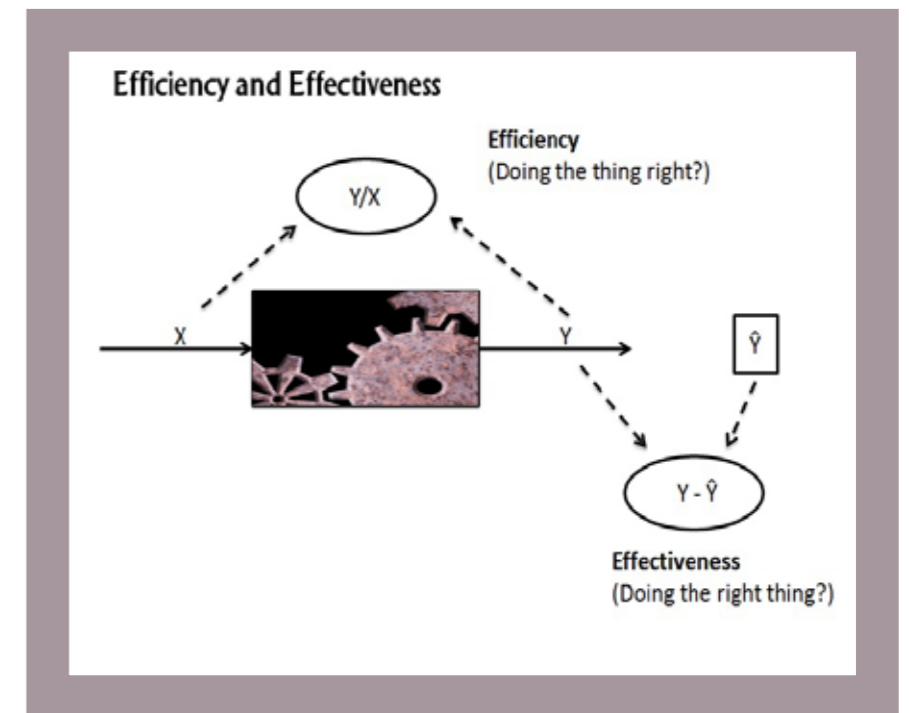 Efficiency and Effectiveness
Efficiency
(Doing the thing right?)
Y/X
X
Y
Ŷ
Y - Ŷ
Effectiveness
(Doing the right thing?)